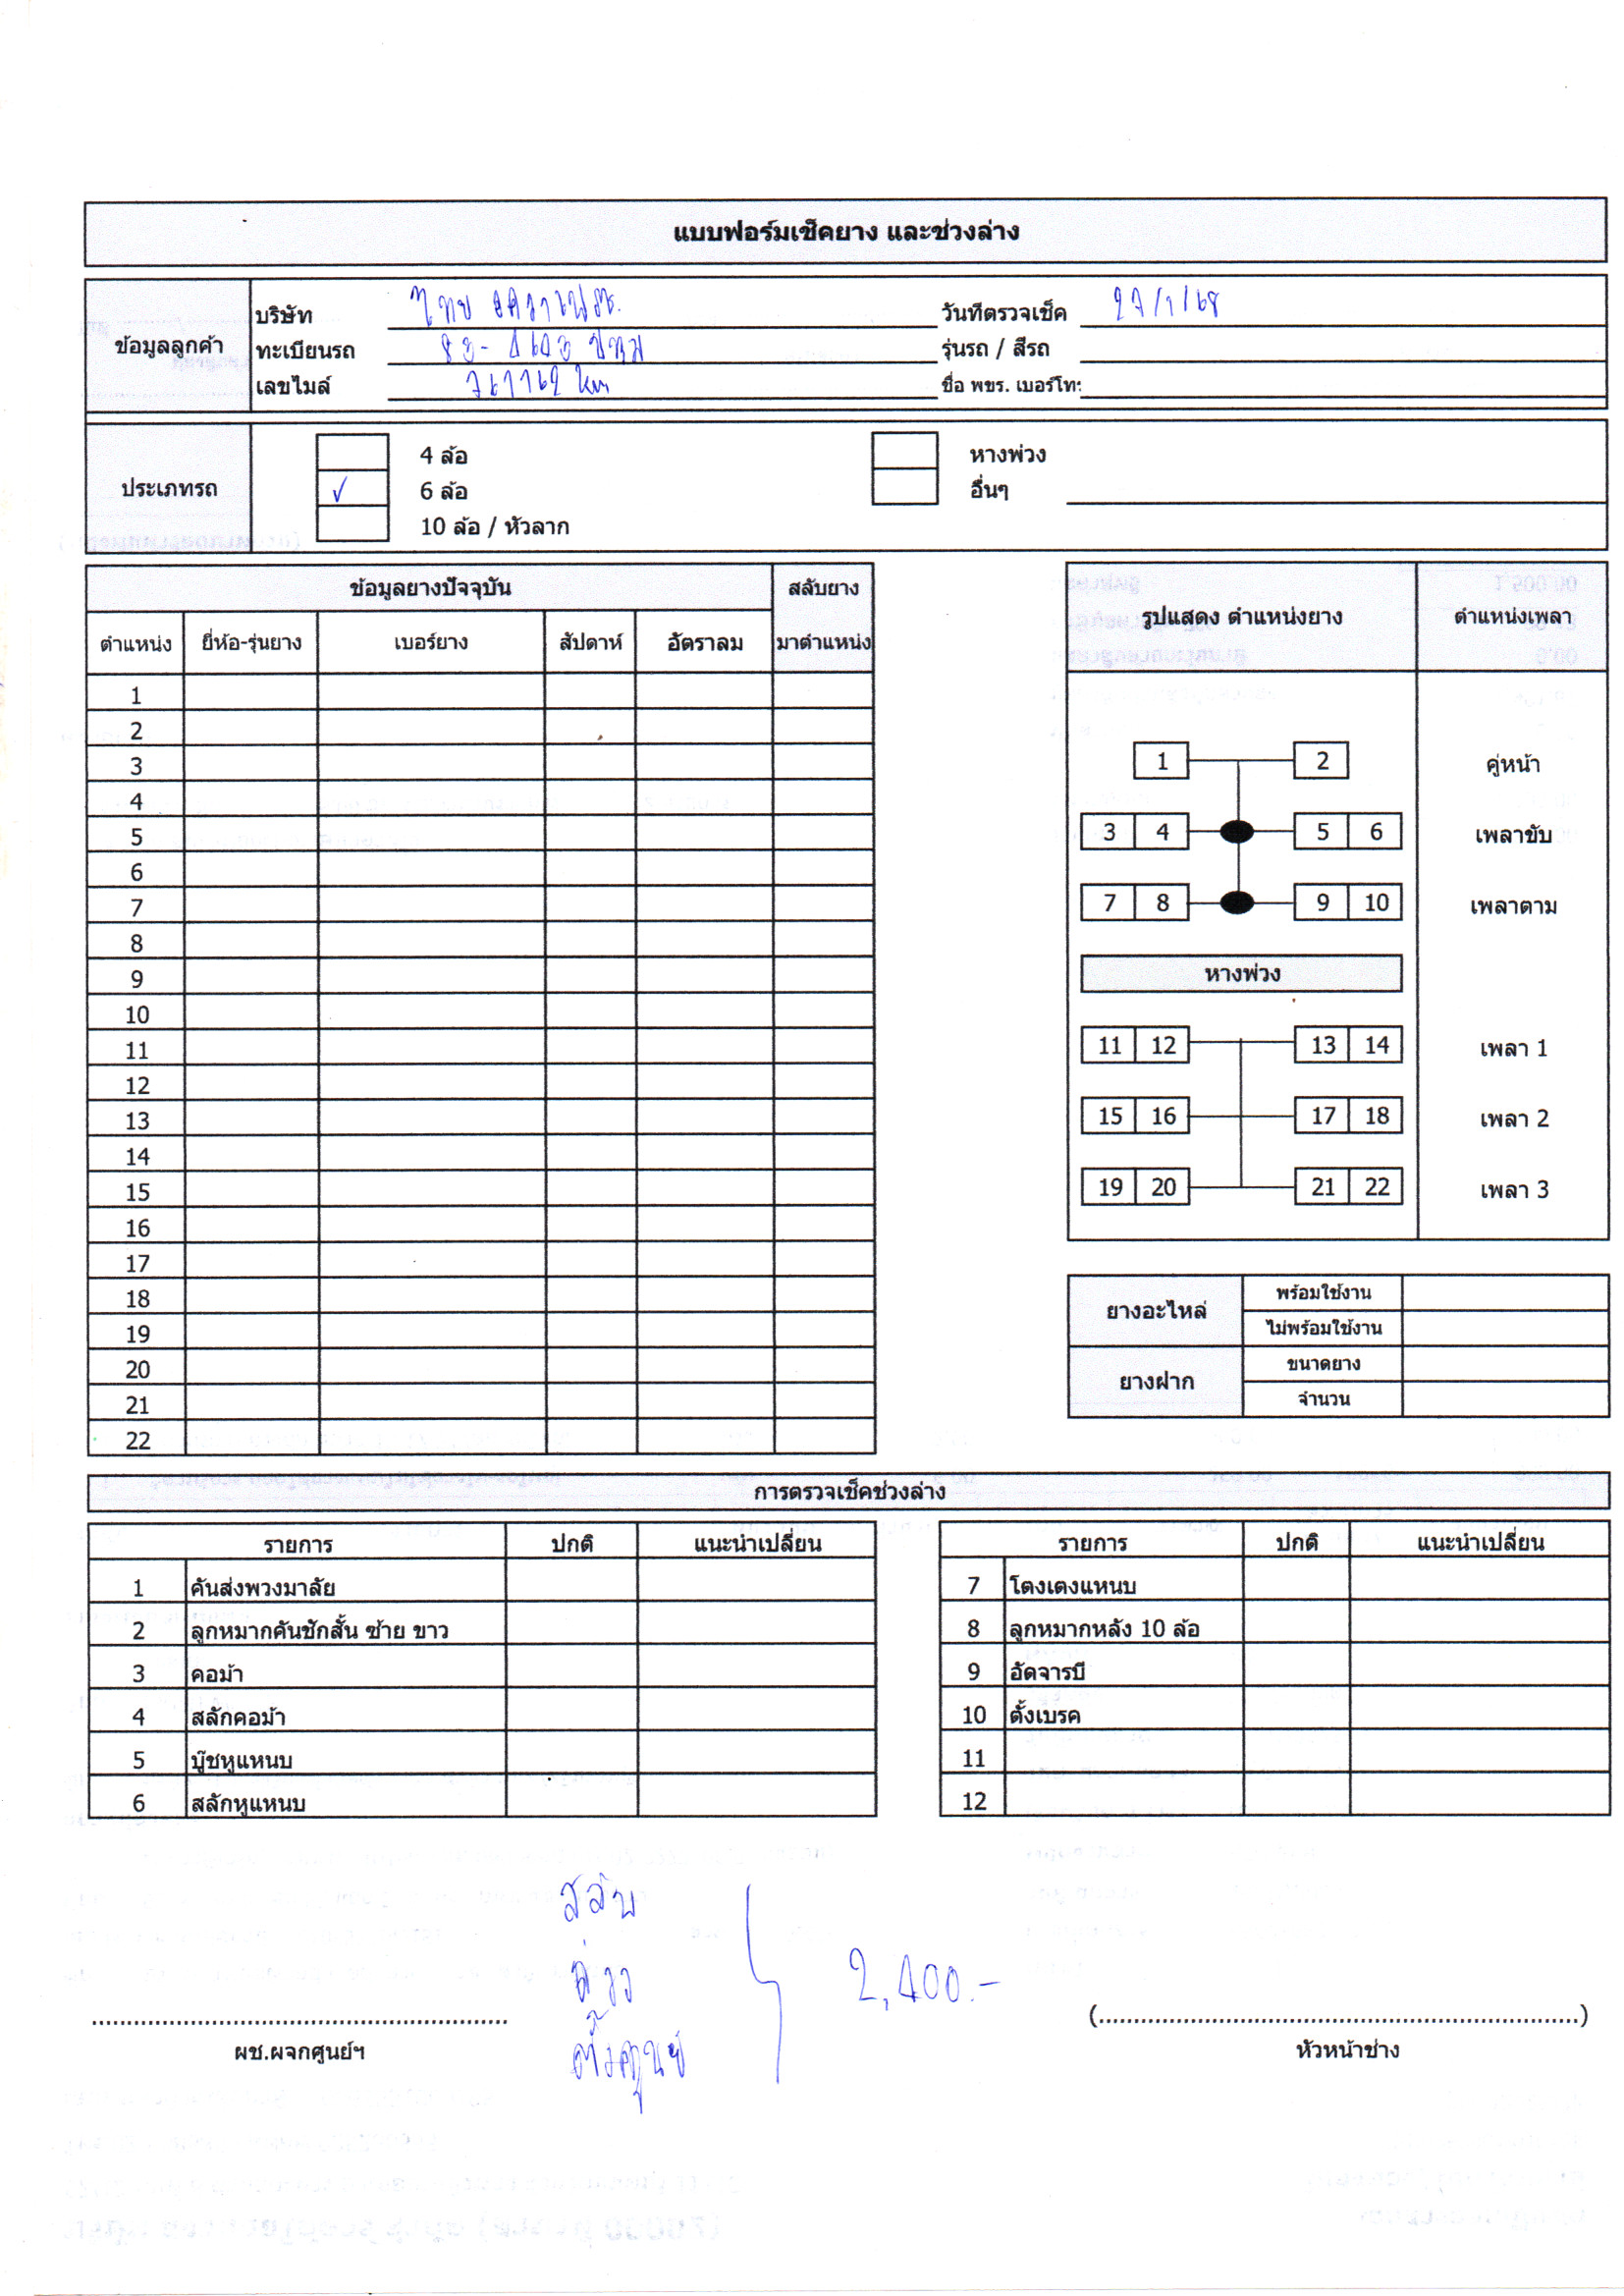 แบบฟอร์มเช็คยาง และช่วงล่าง
ข้อมูลลูกค้า
บริษัท ไทย
วันที่ตรวจเช็ค 27/1/68
ทะเบียนรถ
รุ่นรถ / สีรถ
เลขไมล์ 767762 km
ชื่อ พขร. เบอร์โทร
ประเภทรถ
4 ล้อ
✓ 6 ล้อ
10 ล้อ / หัวลาก
หางพ่วง
อื่นๆ
ข้อมูลยางปัจจุบัน สลับยาง
ตำแหน่ง ยี่ห้อ-รุ่นยาง เบอร์ยาง สัปดาห์ อัตราลม มาตำแหน่ง
1
2
3
4
5
6
7
8
9
10
11
12
13
14
15
16
17
18
19
20
21
22
รูปแสดง ตำแหน่งยาง ตำแหน่งเพลา
1 2 คู่หน้า
3 4 5 6 เพลาขับ
7 8 9 10 เพลาตาม
หางพ่วง
11 12 13 14 เพลา 1
15 16 17 18 เพลา 2
19 20 21 22 เพลา 3
ยางอะไหล่ พร้อมใช้งาน
ไม่พร้อมใช้งาน
ยางฝาก ขนาดยาง
จำนวน
การตรวจเช็คช่วงล่าง
รายการ ปกติ แนะนำเปลี่ยน
1 คันส่งพวงมาลัย
2 ลูกหมากคันชักสั้น ซ้าย ขาว
3 คอม้า
4 สลักคอม้า
5 บู๊ชหูแหนบ
6 สลักหูแหนบ
รายการ ปกติ แนะนำเปลี่ยน
7 โตงเตงแหนบ
8 ลูกหมากหลัง 10 ล้อ
9 อัดจารบี
10 ตั้งเบรค
11
12
สลับ
ถ่วง
ตั้งศูนย์
2,400.-
ผช.ผจกศูนย์ฯ
(....................)
หัวหน้าช่าง